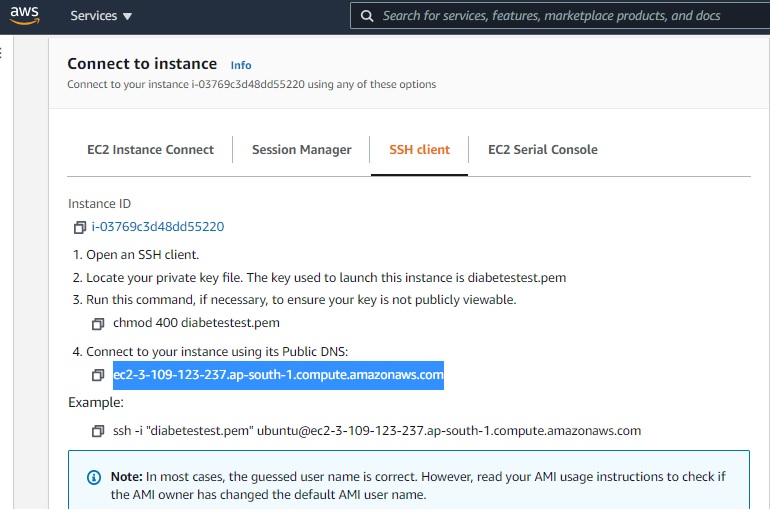 aws
Services ▼
Search for services, features, marketplace products, and docs
Connect to instance Info
Connect to your instance i-03769c3d48dd55220 using any of these options
EC2 Instance Connect
Session Manager
SSH client
EC2 Serial Console
Instance ID
i-03769c3d48dd55220
1. Open an SSH client.
2. Locate your private key file. The key used to launch this instance is diabetestest.pem
3. Run this command, if necessary, to ensure your key is not publicly viewable.
chmod 400 diabetestest.pem
4. Connect to your instance using its Public DNS:
ec2-3-109-123-237.ap-south-1.compute.amazonaws.com
Example:
ssh -i "diabetestest.pem" ubuntu@ec2-3-109-123-237.ap-south-1.compute.amazonaws.com
Note: In most cases, the guessed user name is correct. However, read your AMI usage instructions to check if
the AMI owner has changed the default AMI user name.